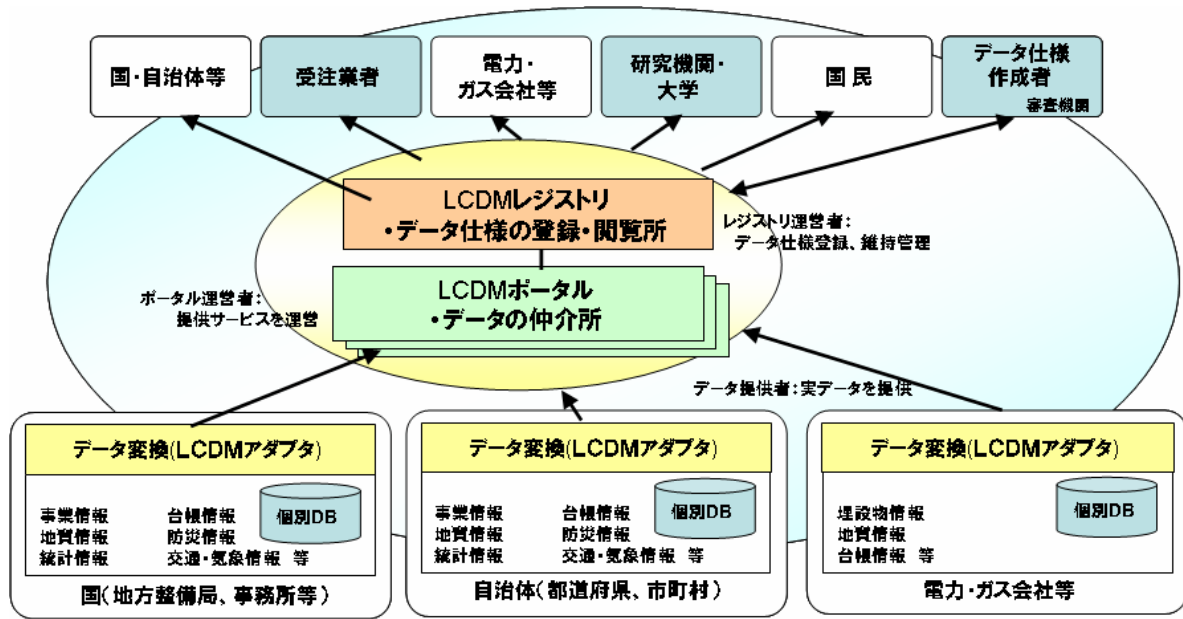 国・自治体等
受注業者
電力・
ガス会社等
研究機関・
大学
国民
データ仕様
作成者
審査機関
LCDMレジストリ
・データ仕様の登録・閲覧所
レジストリ運営者:
データ仕様登録、維持管理
LCDMポータル
・データの仲介所
ポータル運営者:
提供サービスを運営
データ提供者:実データを提供
データ変換(LCDMアダプタ)
事業情報 台帳情報
地質情報 防災情報
統計情報 交通・気象情報 等
個別DB
国(地方整備局、事務所等)
データ変換(LCDMアダプタ)
事業情報 台帳情報
地質情報 防災情報
統計情報 交通・気象情報 等
個別DB
自治体(都道府県、市町村)
データ変換(LCDMアダプタ)
埋設物情報
地質情報
台帳情報 等
個別DB
電力・ガス会社等